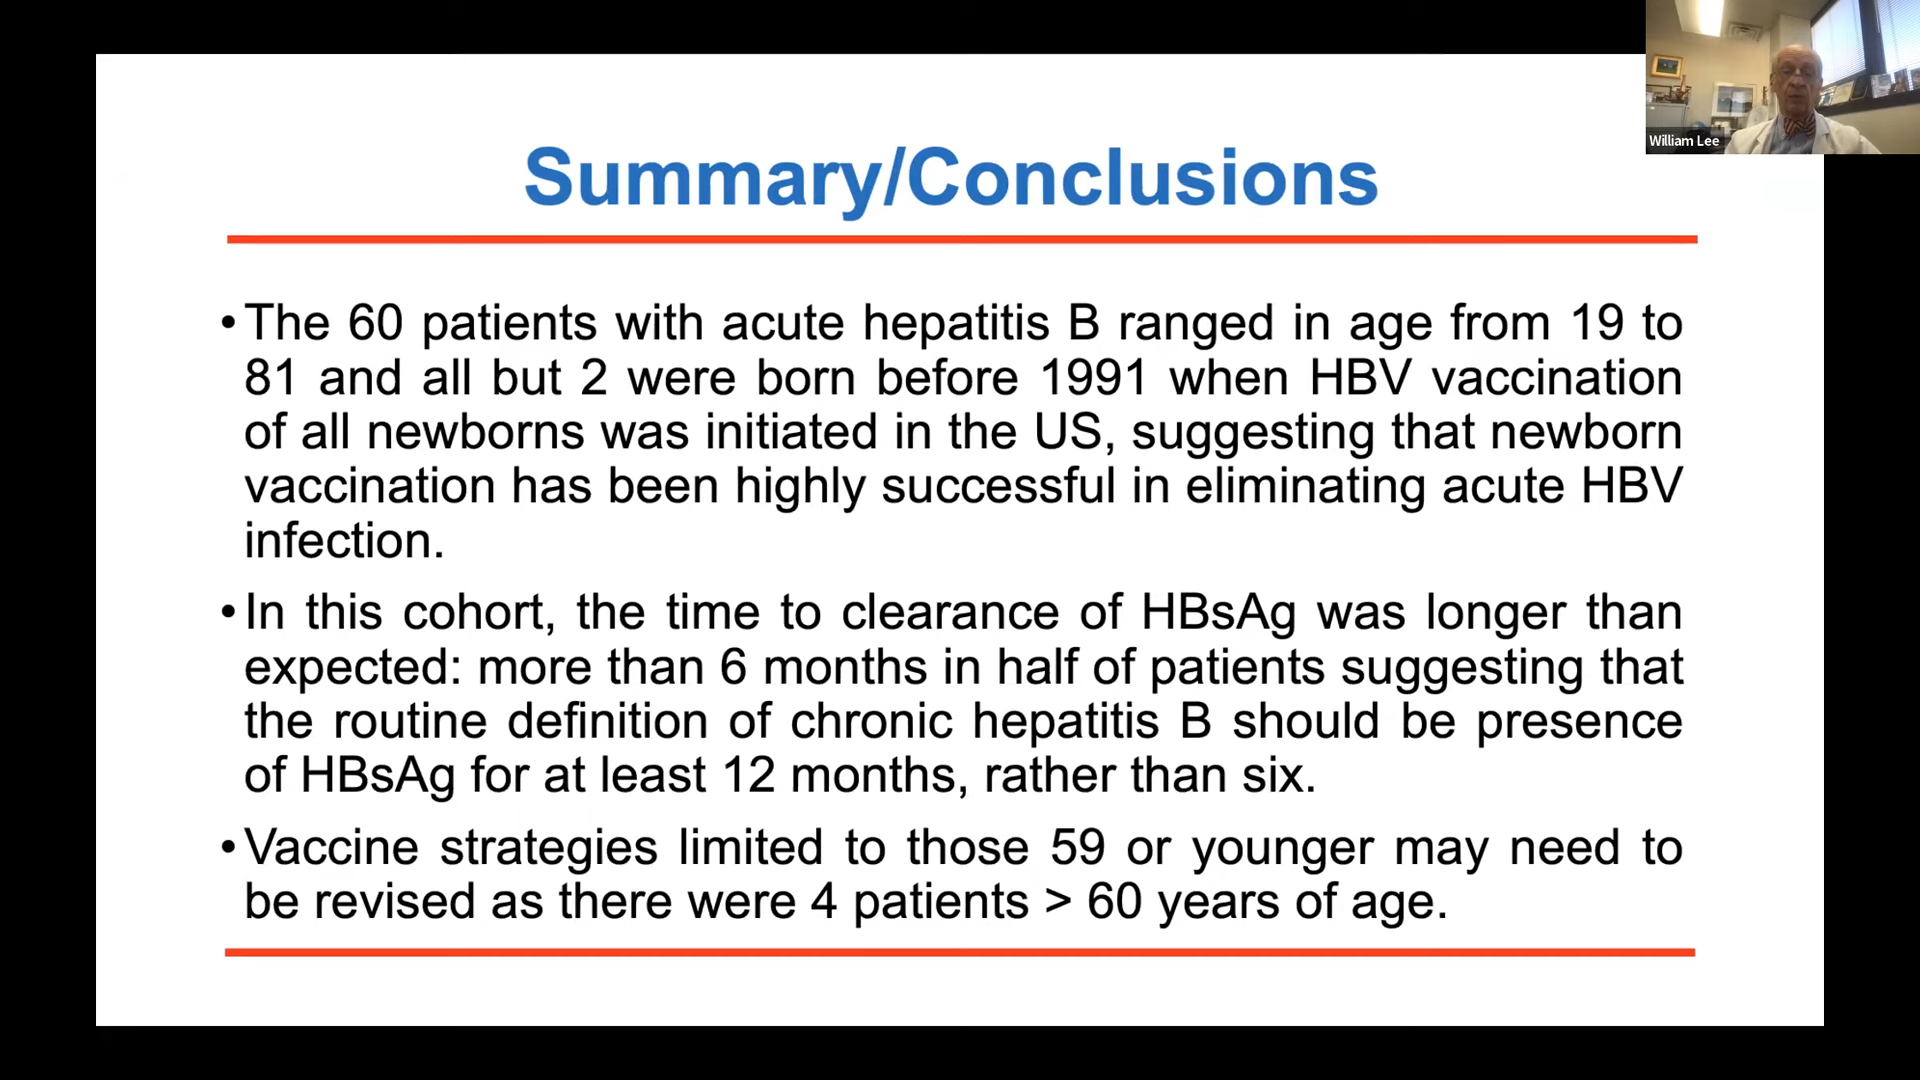 William Lee
Summary/Conclusions
•The 60 patients with acute hepatitis B ranged in age from 19 to
81 and all but 2 were born before 1991 when HBV vaccination
of all newborns was initiated in the US, suggesting that newborn
vaccination has been highly successful in eliminating acute HBV
infection.
•In this cohort, the time to clearance of HBsAg was longer than
expected: more than 6 months in half of patients suggesting that
the routine definition of chronic hepatitis B should be presence
of HBsAg for at least 12 months, rather than six.
•Vaccine strategies limited to those 59 or younger may need to
be revised as there were 4 patients > 60 years of age.